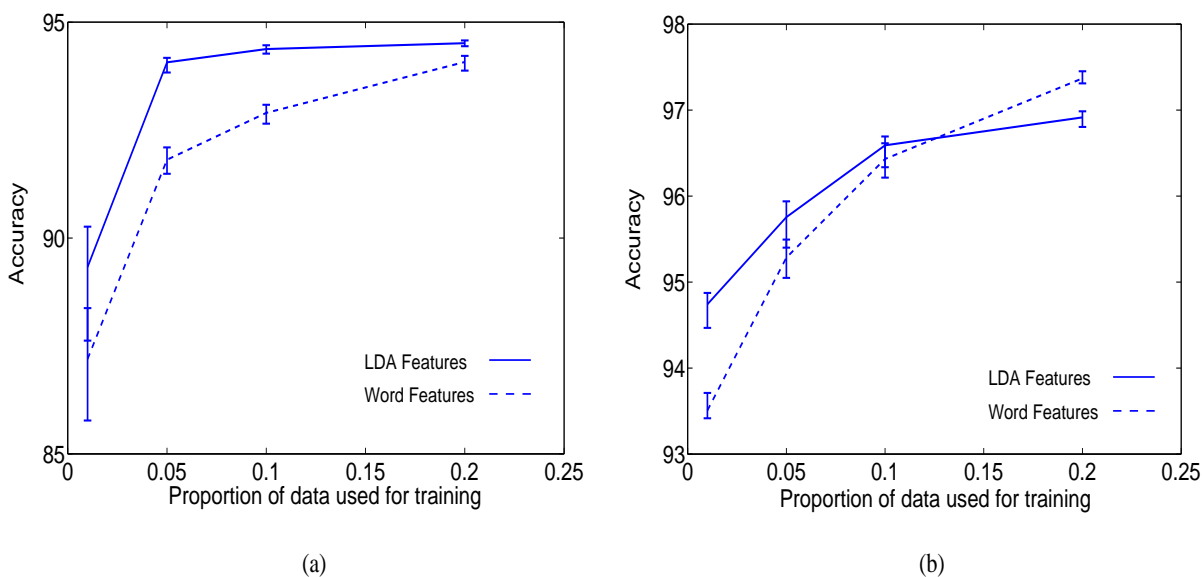 95
90
85
Accuracy
LDA Features
Word Features
0 0.05 0.1 0.15 0.2 0.25
Proportion of data used for training
(a)
98
97
96
95
94
93
Accuracy
LDA Features
Word Features
0 0.05 0.1 0.15 0.2 0.25
Proportion of data used for training
(b)